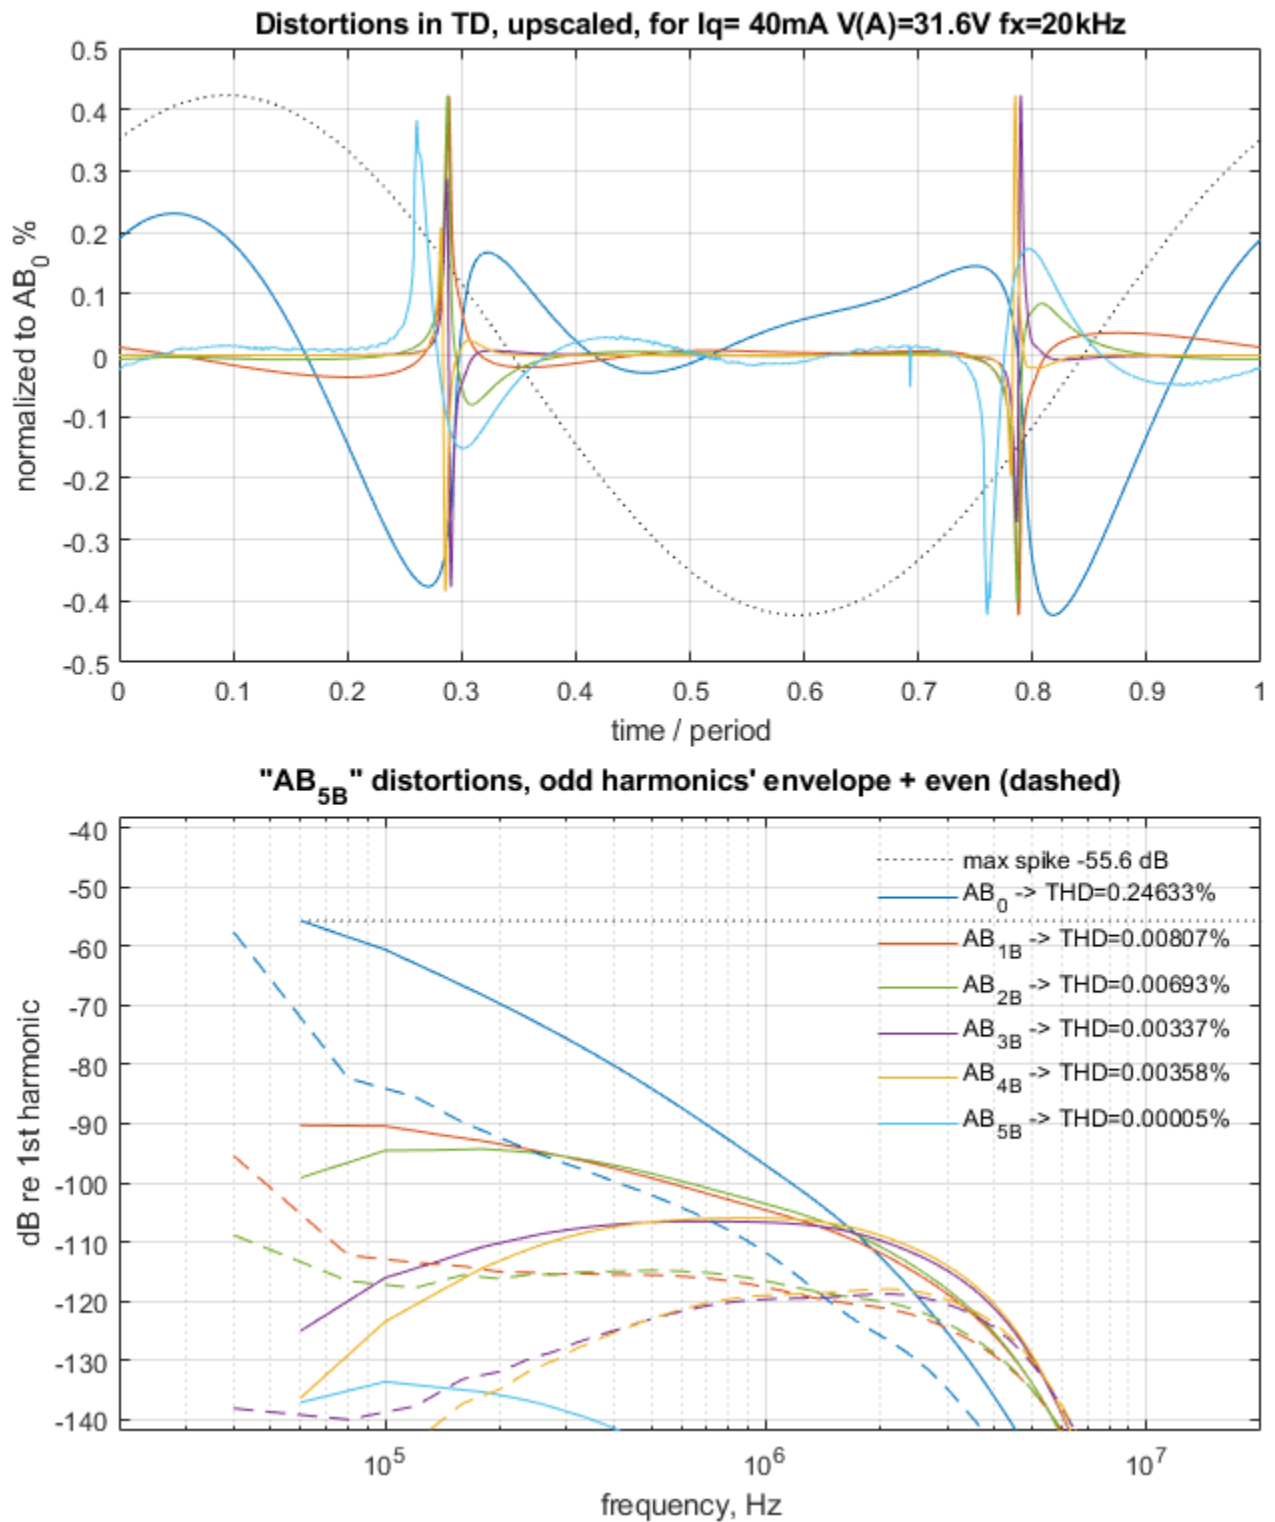 Distortions in TD, upscaled, for Iq= 40mA V(A)=31.6V fx=20kHz
0.5
0.4
0.3
0.2
0.1
0
-0.1
-0.2
-0.3
-0.4
-0.5
normalized to AB0 %
0 0.1 0.2 0.3 0.4 0.5 0.6 0.7 0.8 0.9 1
time / period
"AB5B" distortions, odd harmonics' envelope + even (dashed)
-40
-50
-60
-70
-80
-90
-100
-110
-120
-130
-140
dB re 1st harmonic
max spike -55.6 dB
AB0 -> THD=0.24633%
AB1B -> THD=0.00807%
AB2B -> THD=0.00693%
AB3B -> THD=0.00337%
AB4B -> THD=0.00358%
AB5B -> THD=0.00005%
10^5 10^6 10^7
frequency, Hz